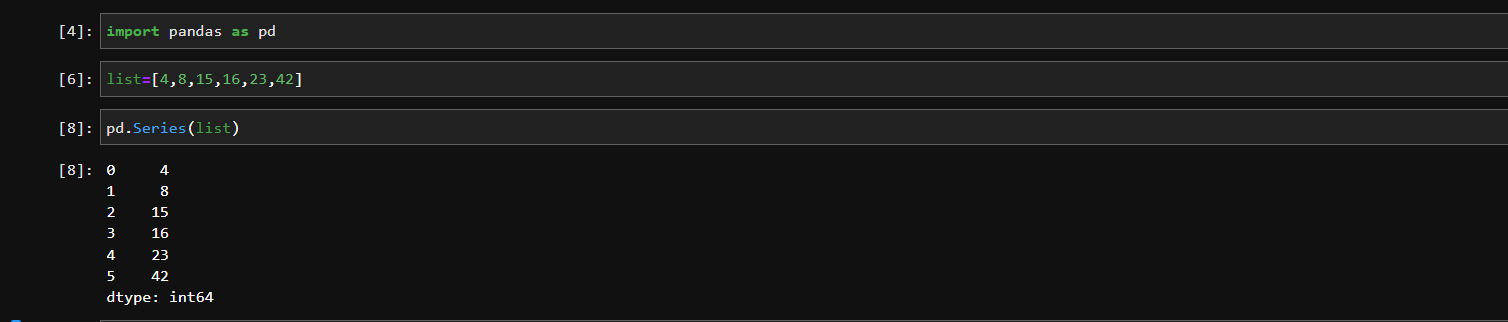 [4]: import pandas as pd
[6]: list=[4,8,15,16,23,42]
[8]: pd.Series(list)
[8]: 0 4
1 8
2 15
3 16
4 23
5 42
dtype: int64